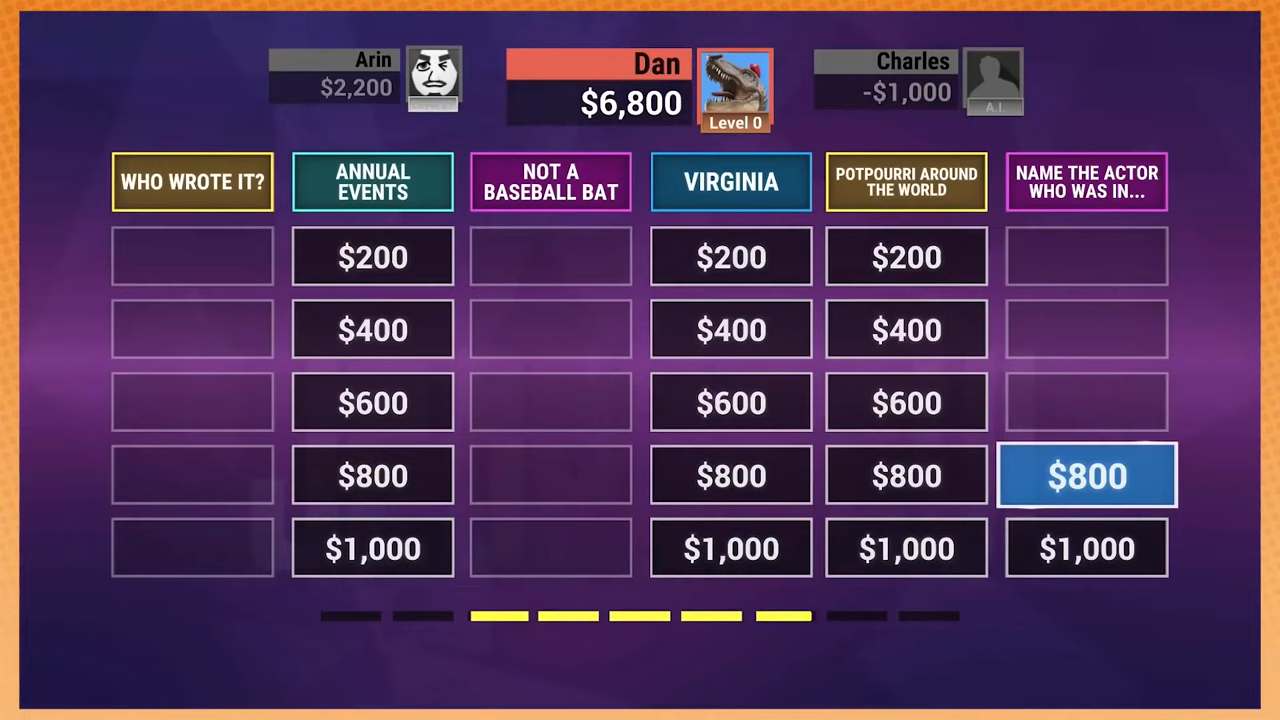 Arin
$2,200
Dan
$6,800
Level 0
Charles
-$1,000
A.I.
WHO WROTE IT?
ANNUAL
EVENTS
NOT A
BASEBALL BAT
VIRGINIA
POTPOURRI AROUND
THE WORLD
NAME THE ACTOR
WHO WAS IN...
$200
$200
$200
$400
$400
$400
$600
$600
$600
$800
$800
$800
$800
$1,000
$1,000
$1,000
$1,000